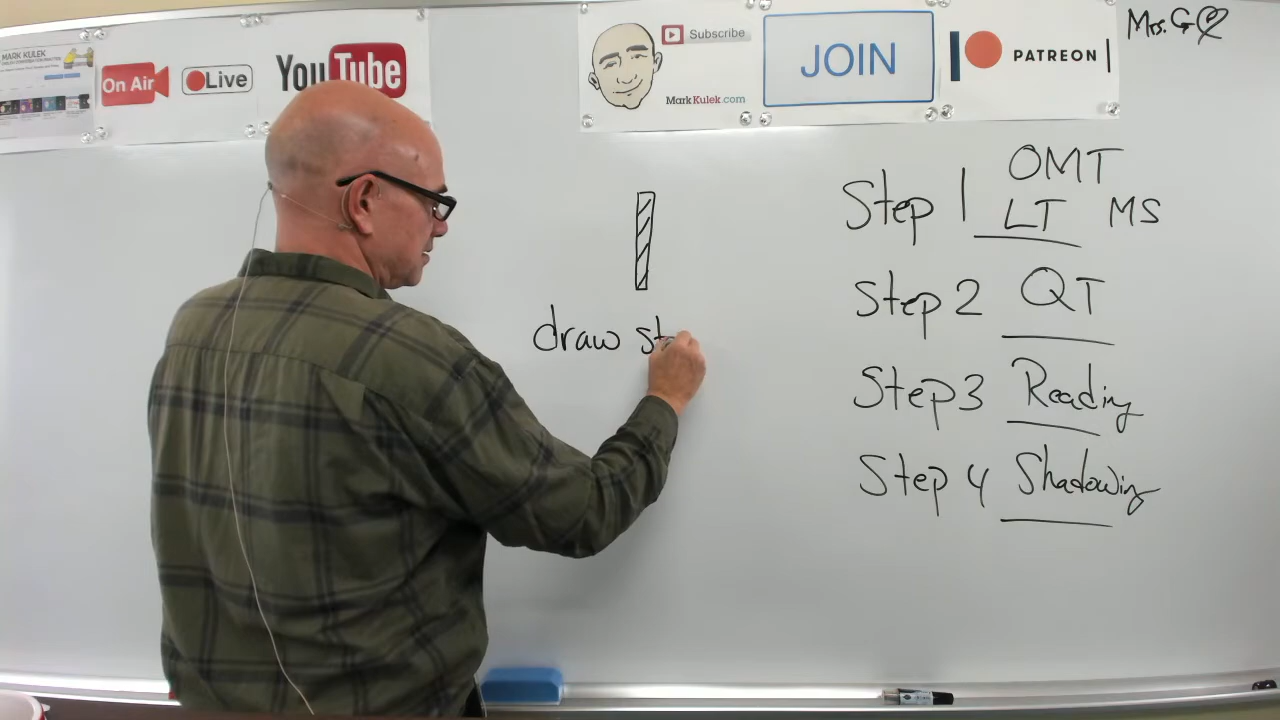 MARK KULEK
On Air
Live
YouTube
Subscribe
MarkKulek.com
JOIN
PATREON
Mrs. G
draw st
Step 1 OMT
LT MS
Step 2 QT
Step 3 Reading
Step 4 Shadowing